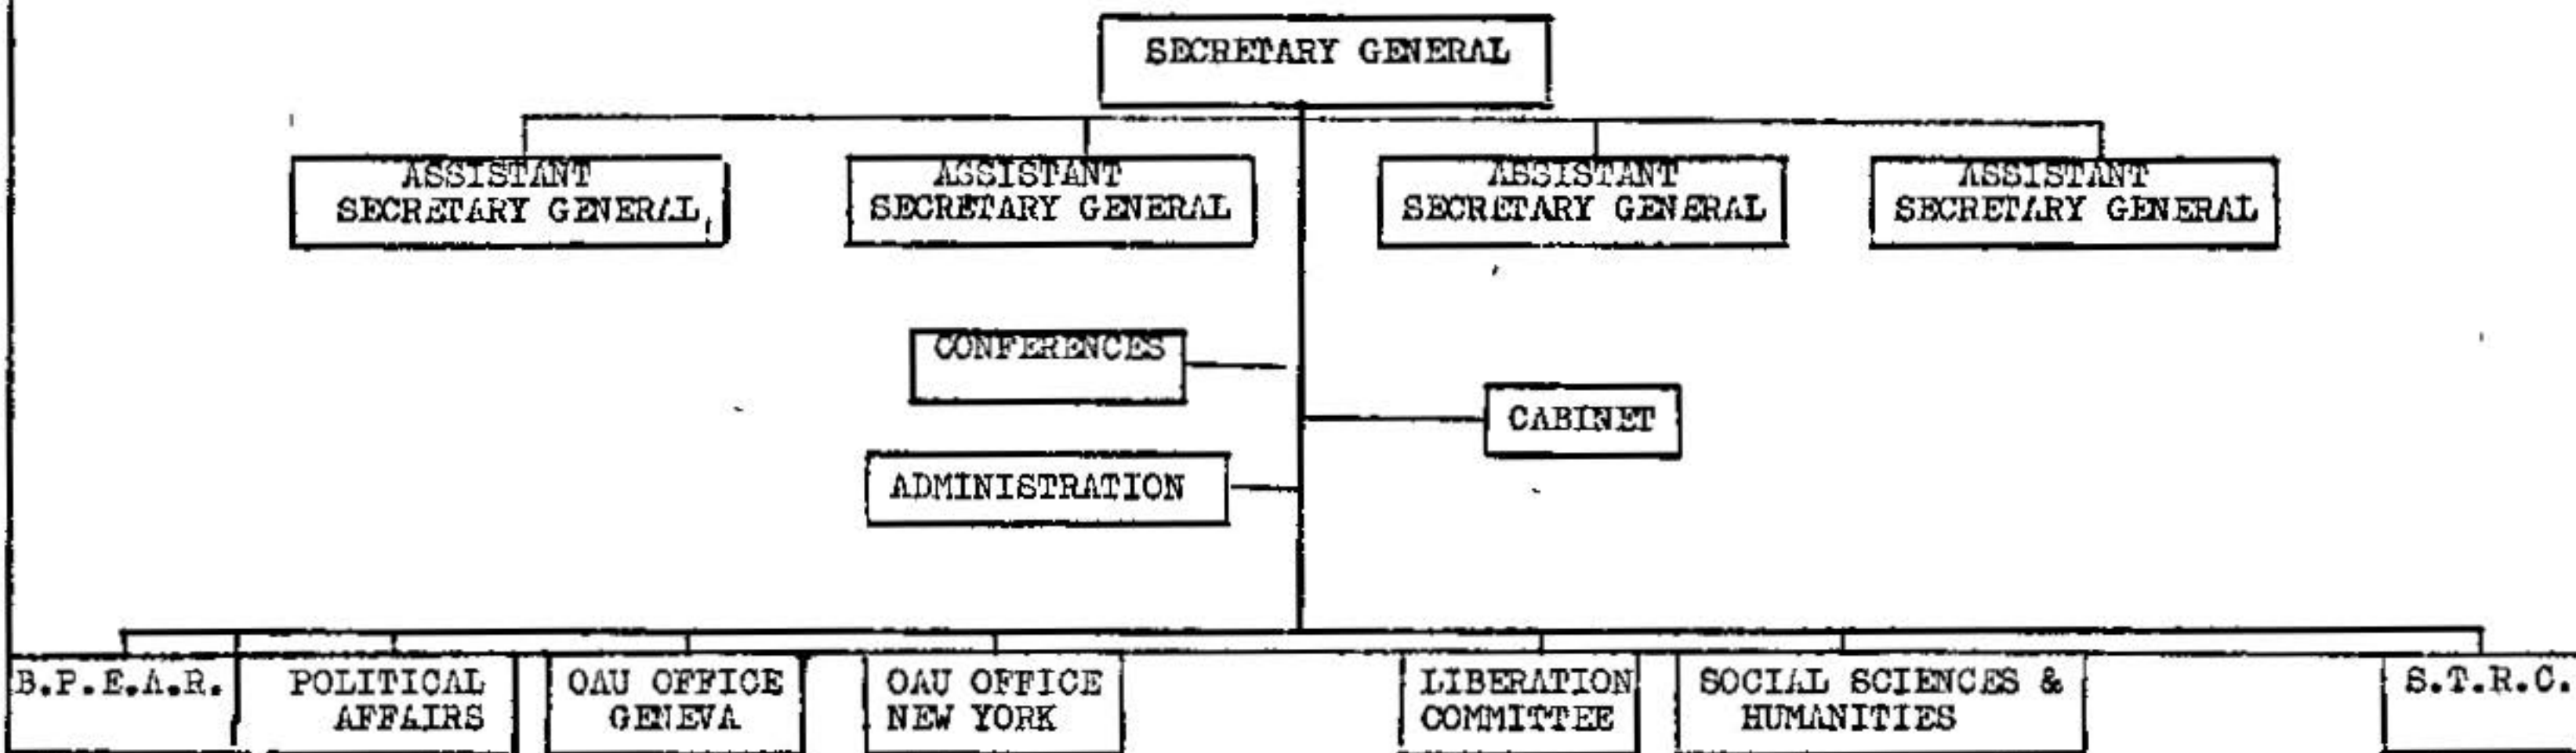 SECRETARY GENERAL
ASSISTANT
SECRETARY GENERAL
ASSISTANT
SECRETARY GENERAL
ASSISTANT
SECRETARY GENERAL
ASSISTANT
SECRETARY GENERAL
CONFERENCES
CABINET
ADMINISTRATION
B.P.E.A.R.
POLITICAL
AFFAIRS
OAU OFFICE
GENEVA
OAU OFFICE
NEW YORK
LIBERATION
COMMITTEE
SOCIAL SCIENCES &
HUMANITIES
S.T.R.C.